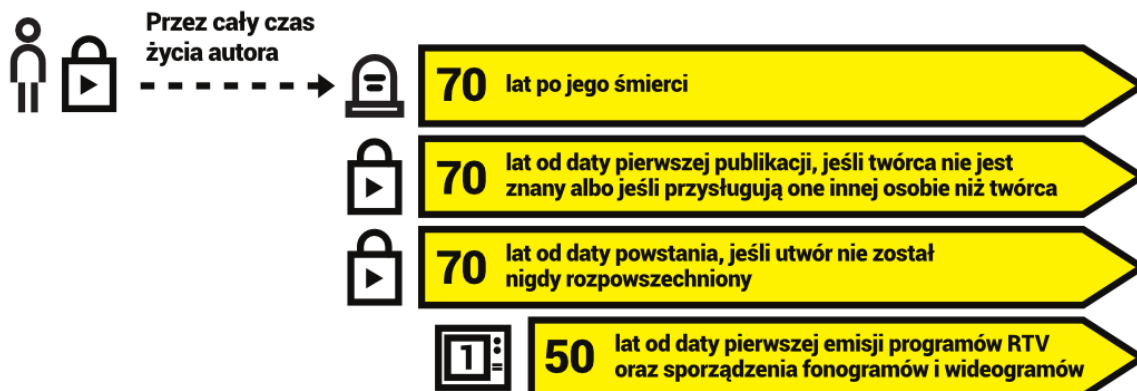 Przez cały czas
życia autora
70 lat po jego śmierci
70 lat od daty pierwszej publikacji, jeśli twórca nie jest
znany albo jeśli przysługują one innej osobie niż twórca
70 lat od daty powstania, jeśli utwór nie został
nigdy rozpowszechniony
1
50 lat od daty pierwszej emisji programów RTV
oraz sporządzenia fonogramów i wideogramów